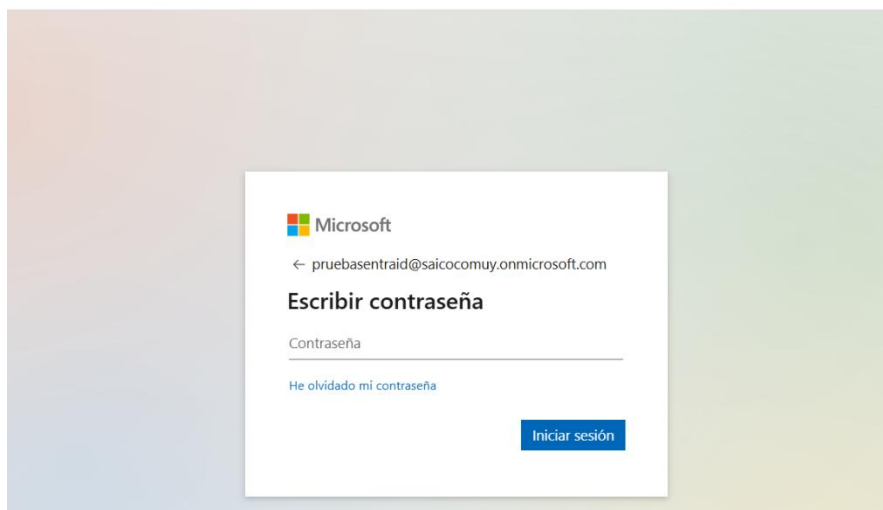 Microsoft
← pruebasentraid@saicocomuy.onmicrosoft.com
Escribir contraseña
Contraseña
He olvidado mi contraseña
Iniciar sesión